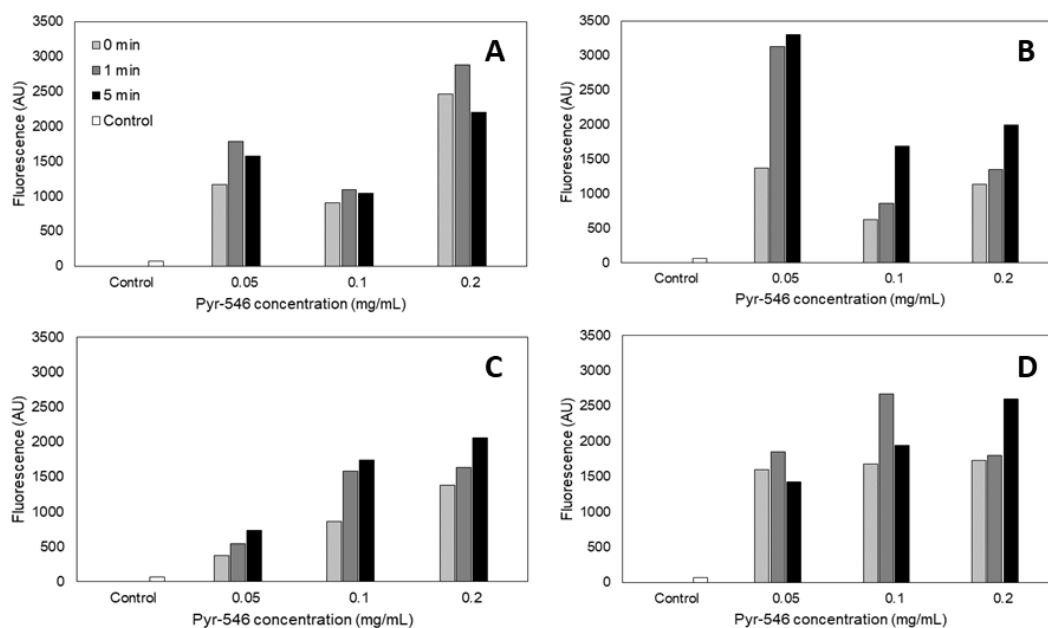 A
Fluorescence (AU)
3500
3000
2500
2000
1500
1000
500
0
0 min
1 min
5 min
Control
Control 0.05 0.1 0.2
Pyr-546 concentration (mg/mL)
B
Fluorescence (AU)
3500
3000
2500
2000
1500
1000
500
0
Control 0.05 0.1 0.2
Pyr-546 concentration (mg/mL)
C
Fluorescence (AU)
3500
3000
2500
2000
1500
1000
500
0
Control 0.05 0.1 0.2
Pyr-546 concentration (mg/mL)
D
Fluorescence (AU)
3500
3000
2500
2000
1500
1000
500
0
Control 0.05 0.1 0.2
Pyr-546 concentration (mg/mL)